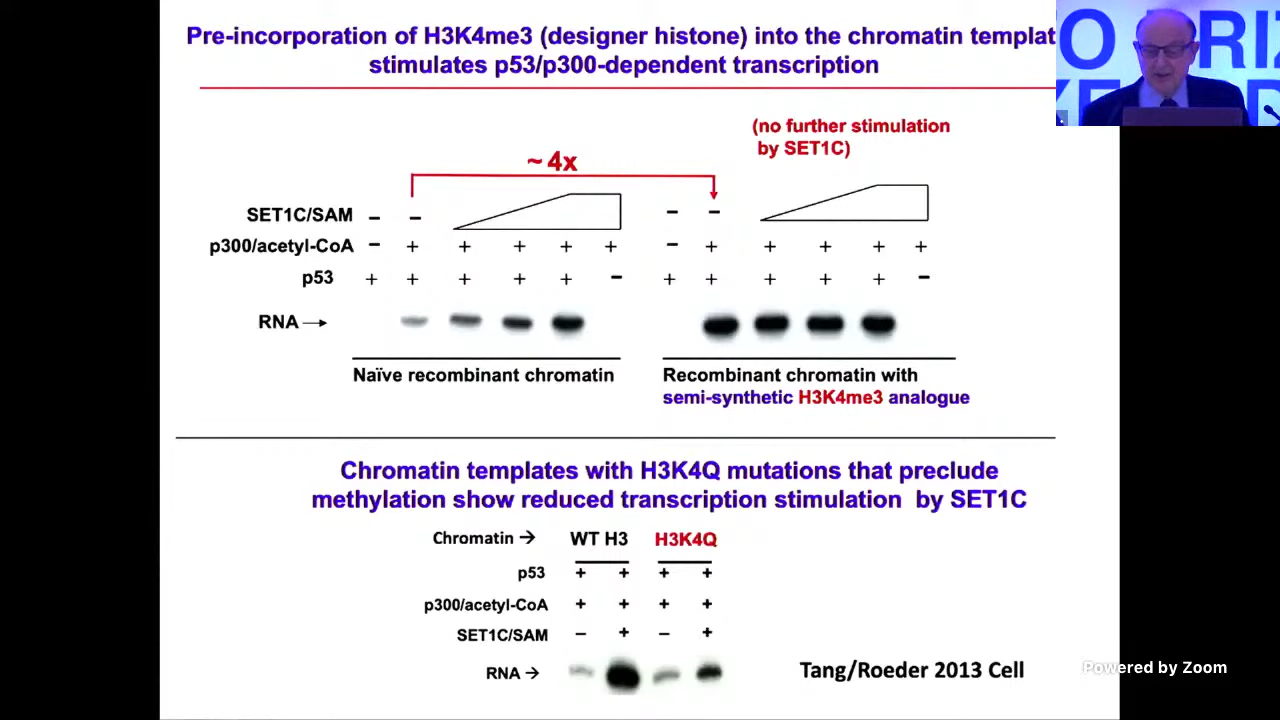 Pre-incorporation of H3K4me3 (designer histone) into the chromatin templat
stimulates p53/p300-dependent transcription
(no further stimulation
by SET1C)
~ 4x
SET1C/SAM – – – –
p300/acetyl-CoA – + + + + + – + + + + +
p53 + + + + + – + + + + + –
RNA →
Naïve recombinant chromatin
Recombinant chromatin with
semi-synthetic H3K4me3 analogue
Chromatin templates with H3K4Q mutations that preclude
methylation show reduced transcription stimulation by SET1C
Chromatin → WT H3 H3K4Q
p53 + + + +
p300/acetyl-CoA + + + +
SET1C/SAM – + – +
RNA →
Tang/Roeder 2013 Cell
Powered by Zoom